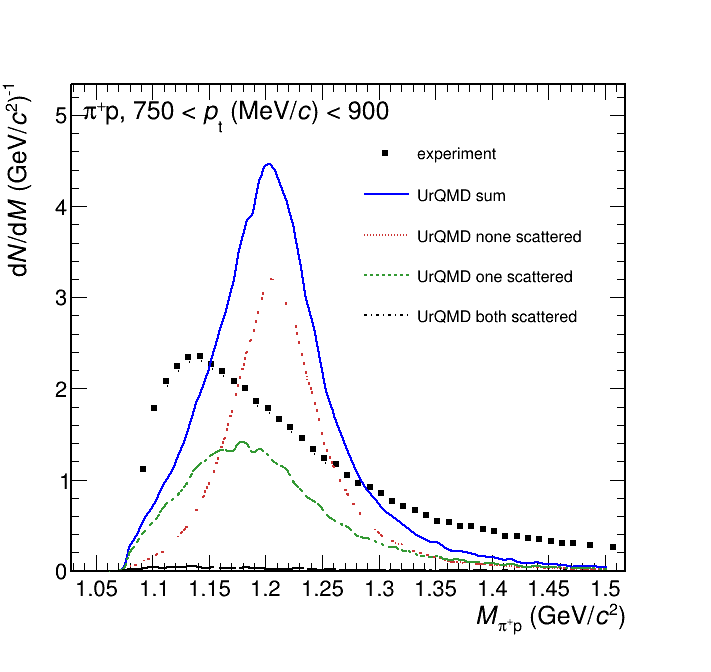 π⁺p, 750 < pt (MeV/c) < 900
experiment
UrQMD sum
UrQMD none scattered
UrQMD one scattered
UrQMD both scattered
dN/dM (GeV/c²)⁻¹
5
4
3
2
1
0
1.05 1.1 1.15 1.2 1.25 1.3 1.35 1.4 1.45 1.5
Mπ⁺p (GeV/c²)